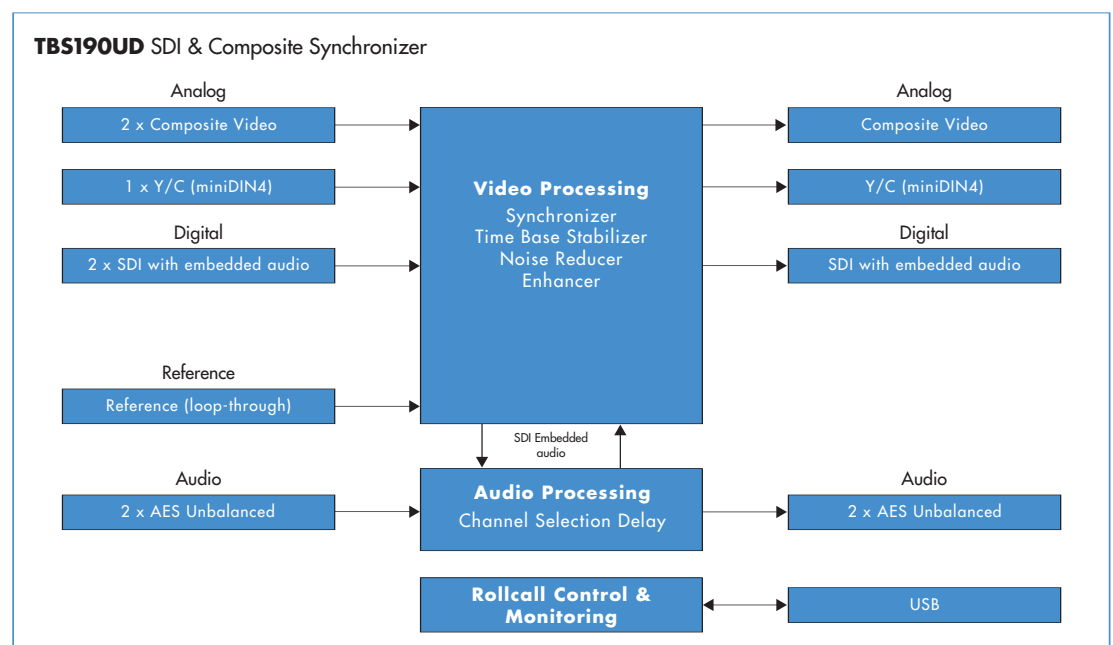 TBS190UD SDI & Composite Synchronizer
Analog
2 x Composite Video
1 x Y/C (miniDIN4)
Digital
2 x SDI with embedded audio
Reference
Reference (loop-through)
Audio
2 x AES Unbalanced
Video Processing
Synchronizer
Time Base Stabilizer
Noise Reducer
Enhancer
SDI Embedded
audio
Audio Processing
Channel Selection Delay
Rollcall Control &
Monitoring
Analog
Composite Video
Y/C (miniDIN4)
Digital
SDI with embedded audio
Audio
2 x AES Unbalanced
USB